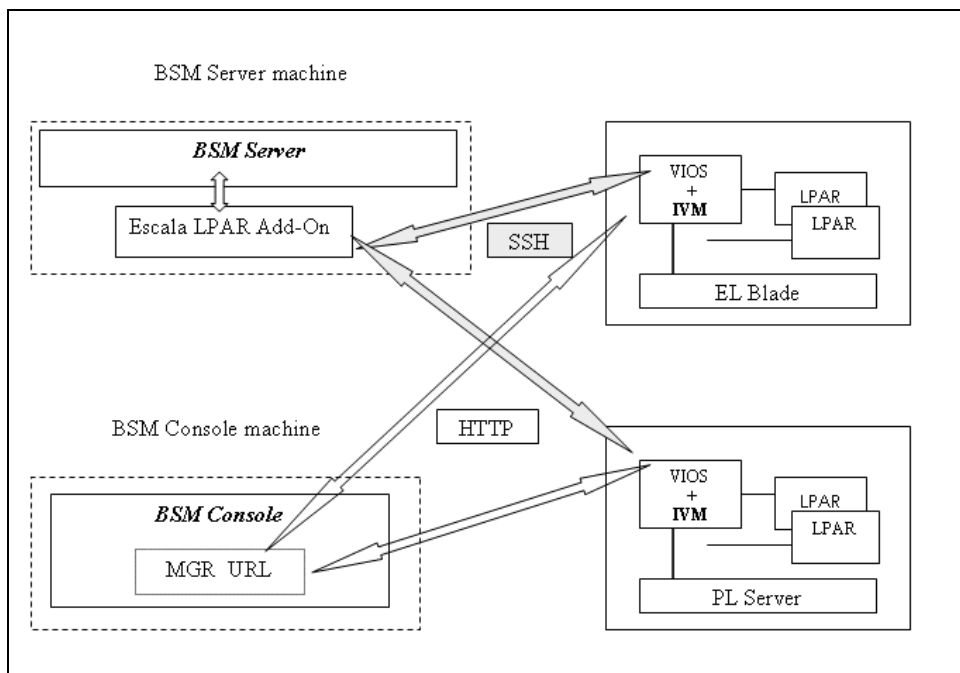 BSM Server machine
BSM Server
Escala LPAR Add-On
SSH
VIOS
+
IVM
LPAR
LPAR
EL Blade
BSM Console machine
HTTP
BSM Console
MGR URL
VIOS
+
IVM
LPAR
LPAR
PL Server